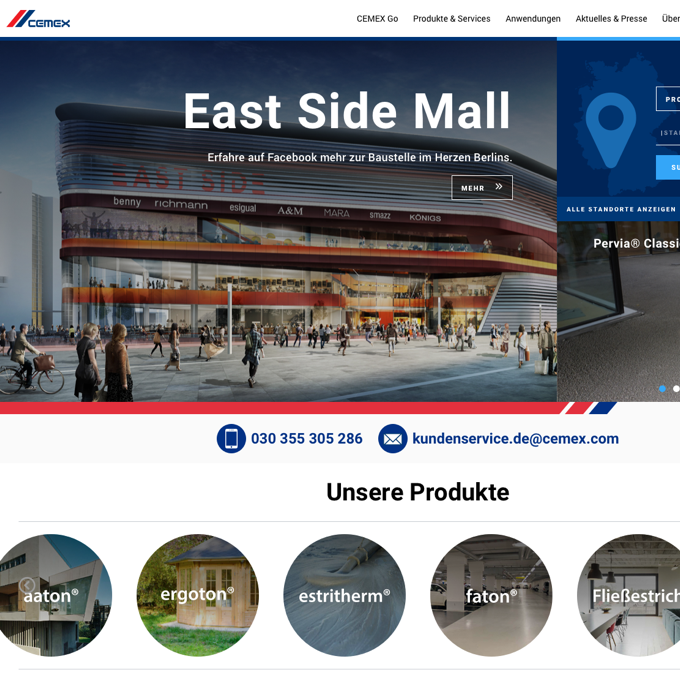 CEMEX
CEMEX Go
Produkte & Services
Anwendungen
Aktuelles & Presse
Über
East Side Mall
Erfahre auf Facebook mehr zur Baustelle im Herzen Berlins.
MEHR »
EAST SIDE
benny
richmann
esigual
A&M
MARA
smazz
KÖNIGS
PRO
ALLE STANDORTE ANZEIGEN
Pervia® Classi
030 355 305 286
kundenservice.de@cemex.com
Unsere Produkte
aaton®
ergoton®
estritherm®
faton®
Fließestrich